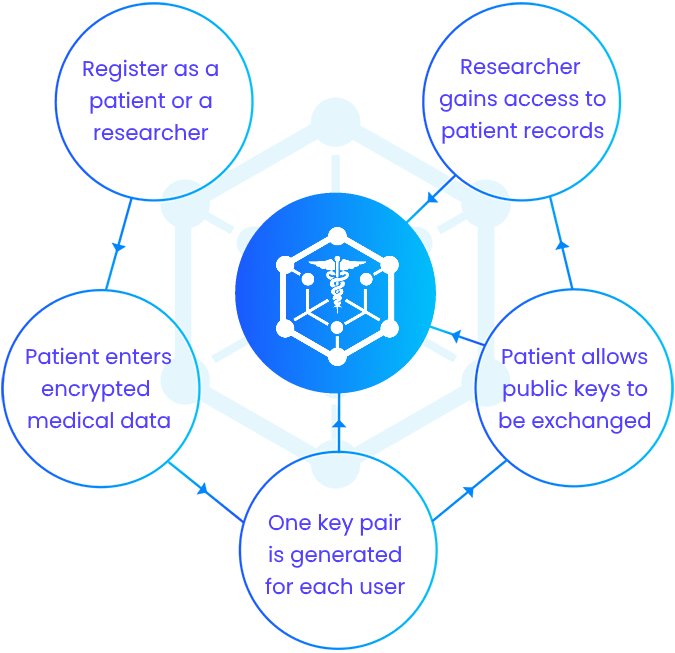 Register as a
patient or a
researcher
Patient enters
encrypted
medical data
One key pair
is generated
for each user
Patient allows
public keys to
be exchanged
Researcher
gains access to
patient records